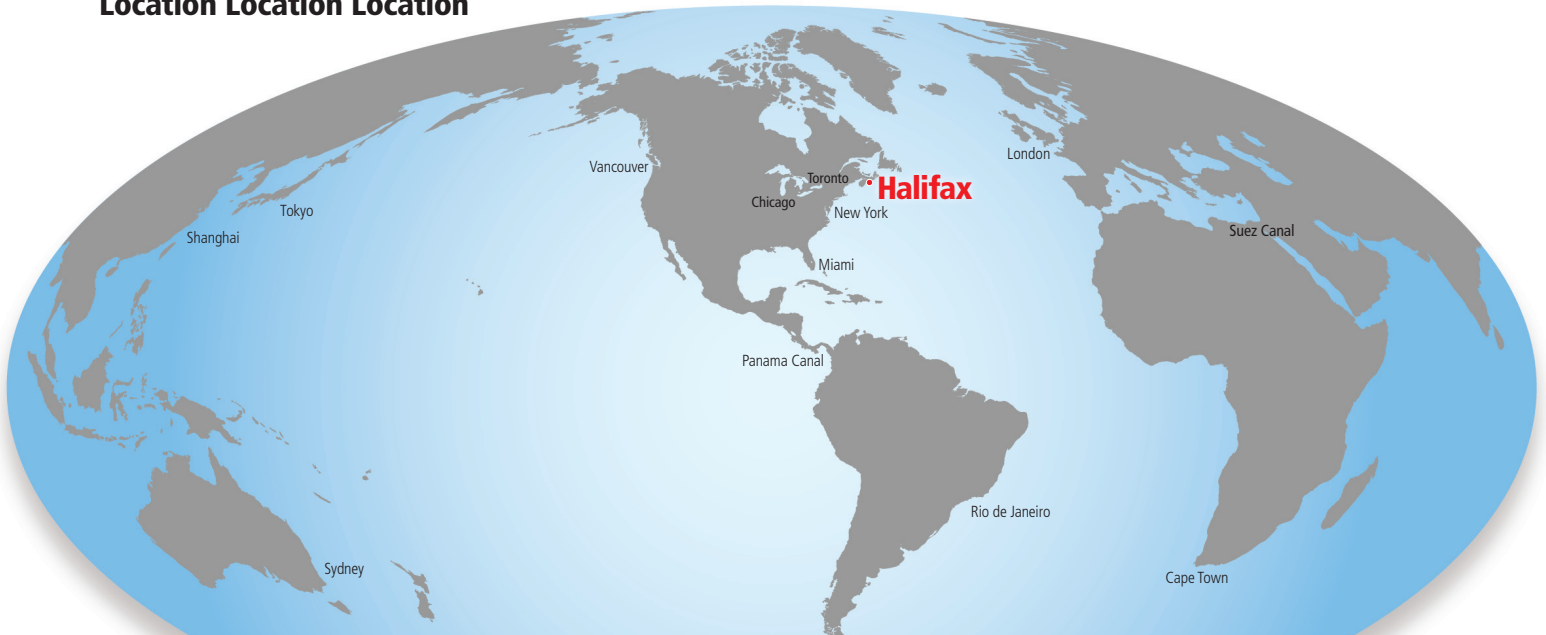 Location Location Location
London
Vancouver
Toronto
Halifax
Chicago
Tokyo
New York
Suez Canal
Shanghai
Miami
Panama Canal
Rio de Janeiro
Sydney
Cape Town